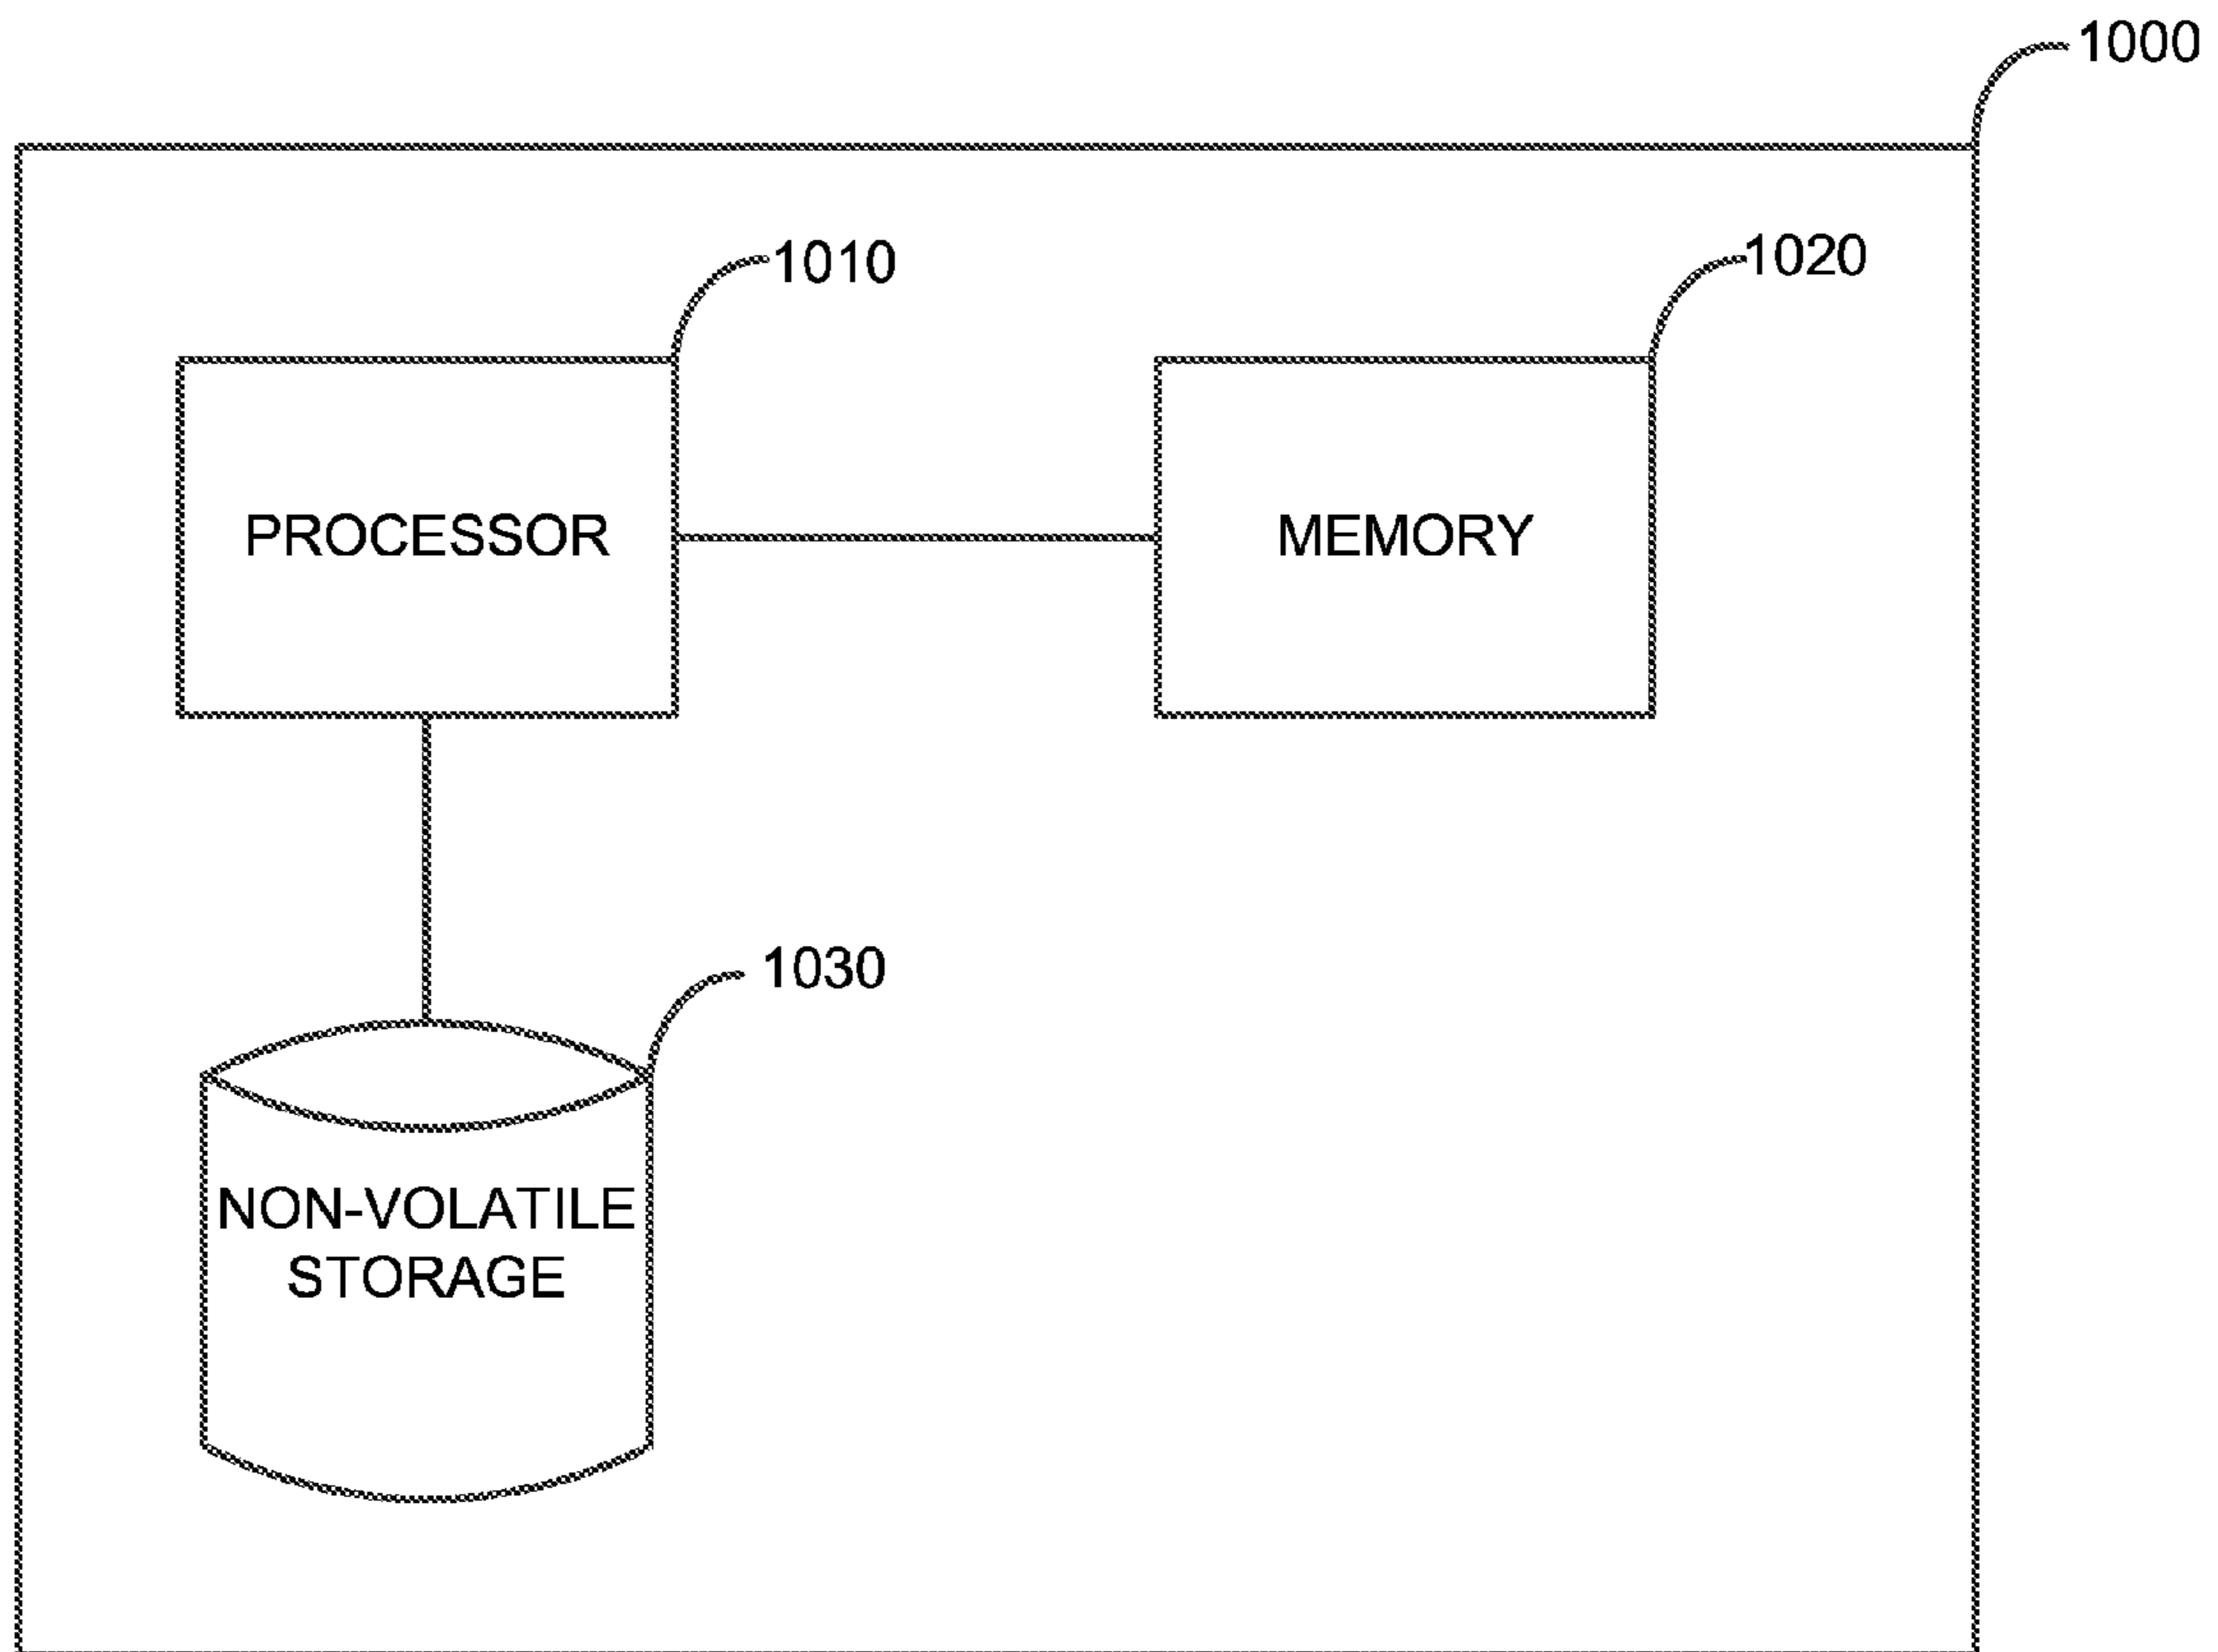 1000
1010
1020
PROCESSOR
MEMORY
1030
NON-VOLATILE
STORAGE